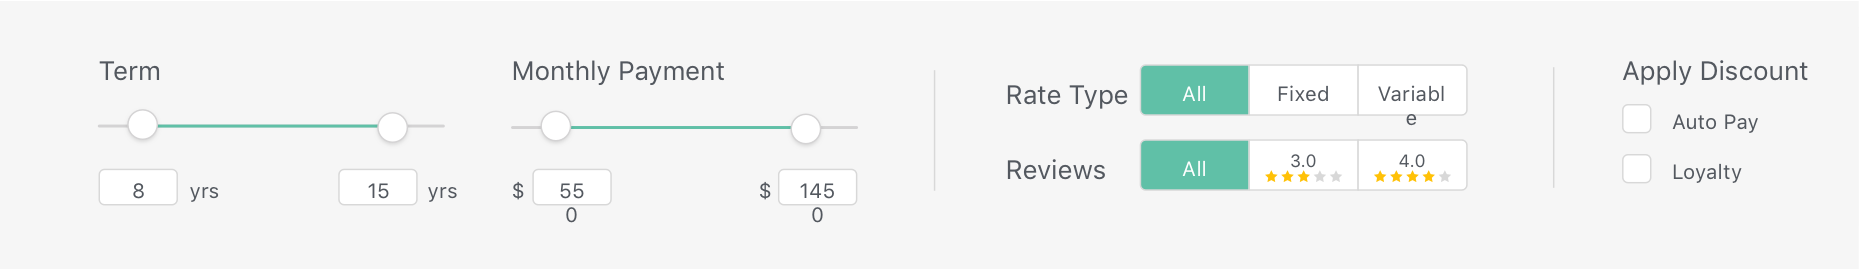 Term
8 yrs
15 yrs
Monthly Payment
$ 55
0
$ 145
0
Rate Type
All
Fixed
Variabl
e
Reviews
All
3.0
4.0
Apply Discount
Auto Pay
Loyalty